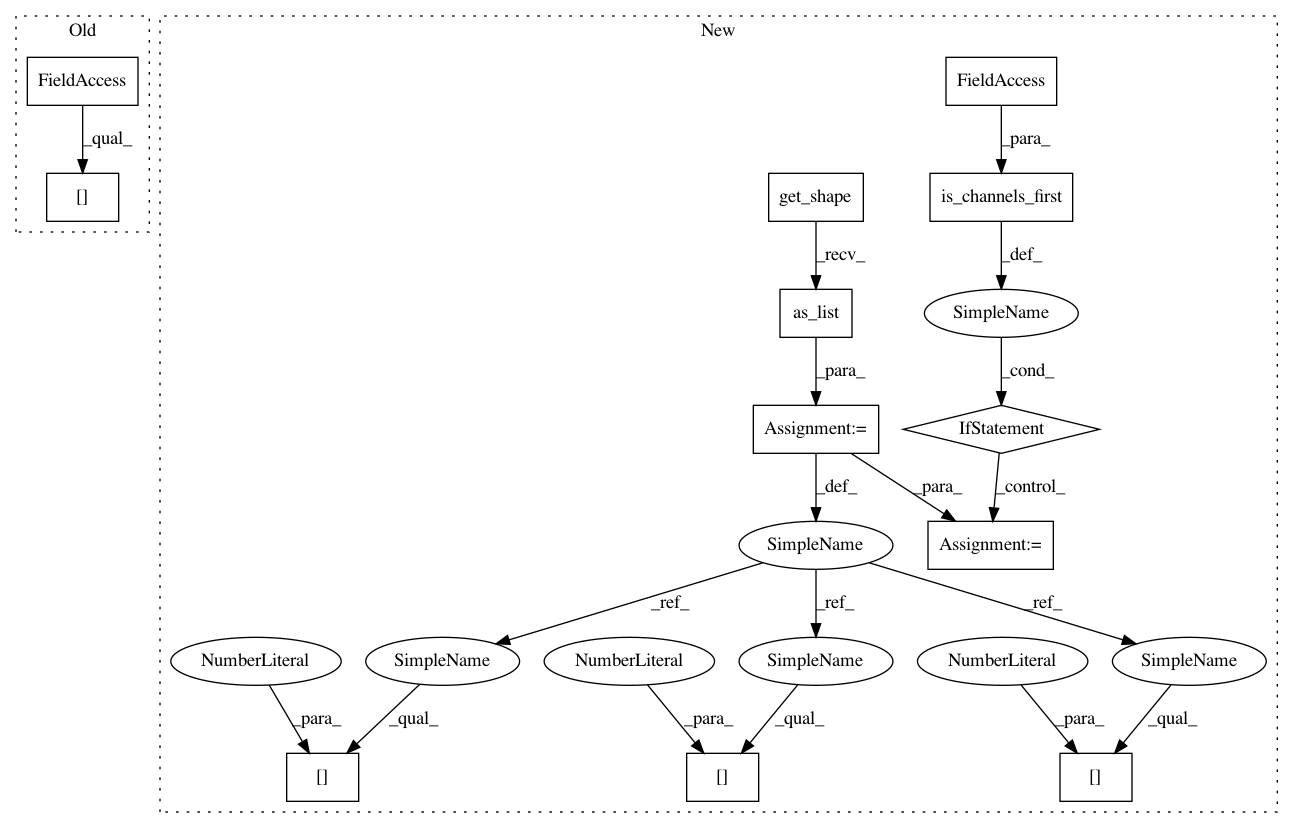 Old
New
FieldAccess
FieldAccess
_qual_
_para_
[]
get_shape
is_channels_first
_recv_
_def_
as_list
SimpleName
_para_
_cond_
Assignment:=
IfStatement
_def_
_para_
_control_
SimpleName
Assignment:=
_ref_
_ref_
_ref_
NumberLiteral
SimpleName
NumberLiteral
SimpleName
NumberLiteral
SimpleName
_para_
_qual_
_para_
_qual_
_para_
_qual_
[]
[]
[]